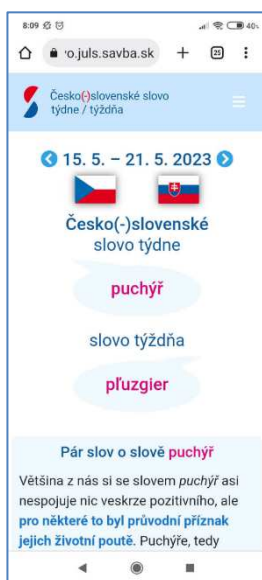 8:09
40%
'o.juls.savba.sk
25
Česko(-)slovenské slovo
týdne / týždňa
15. 5. – 21. 5. 2023
Česko(-)slovenské
slovo týdne
puchýř
slovo týždňa
pľuzgier
Pár slov o slově puchýř
Většina z nás si se slovem puchýř asi
nespojuje nic veskrze pozitivního, ale
pro některé to byl průvodní příznak
jejich životní poutě. Puchýře, tedy